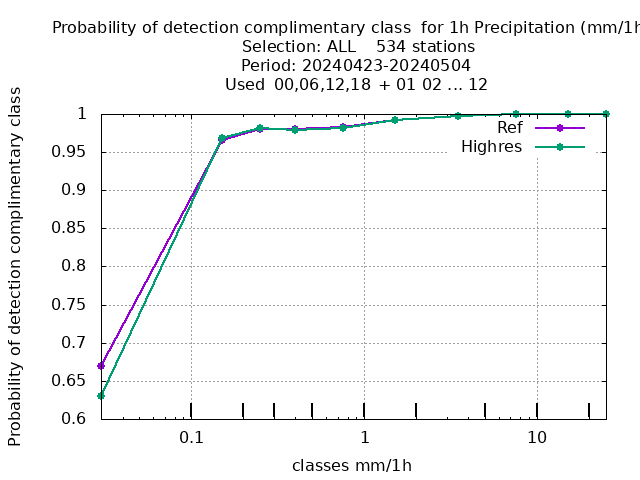 Probability of detection complimentary class  for 1h Precipitation (mm/1h
Selection: ALL    534 stations
Period: 20240423-20240504
Used  00,06,12,18  + 01 02 ... 12
Probability of detection complimentary class
1
0.95
0.9
0.85
0.8
0.75
0.7
0.65
0.6
Ref
Highres
0.1
1
10
classes mm/1h